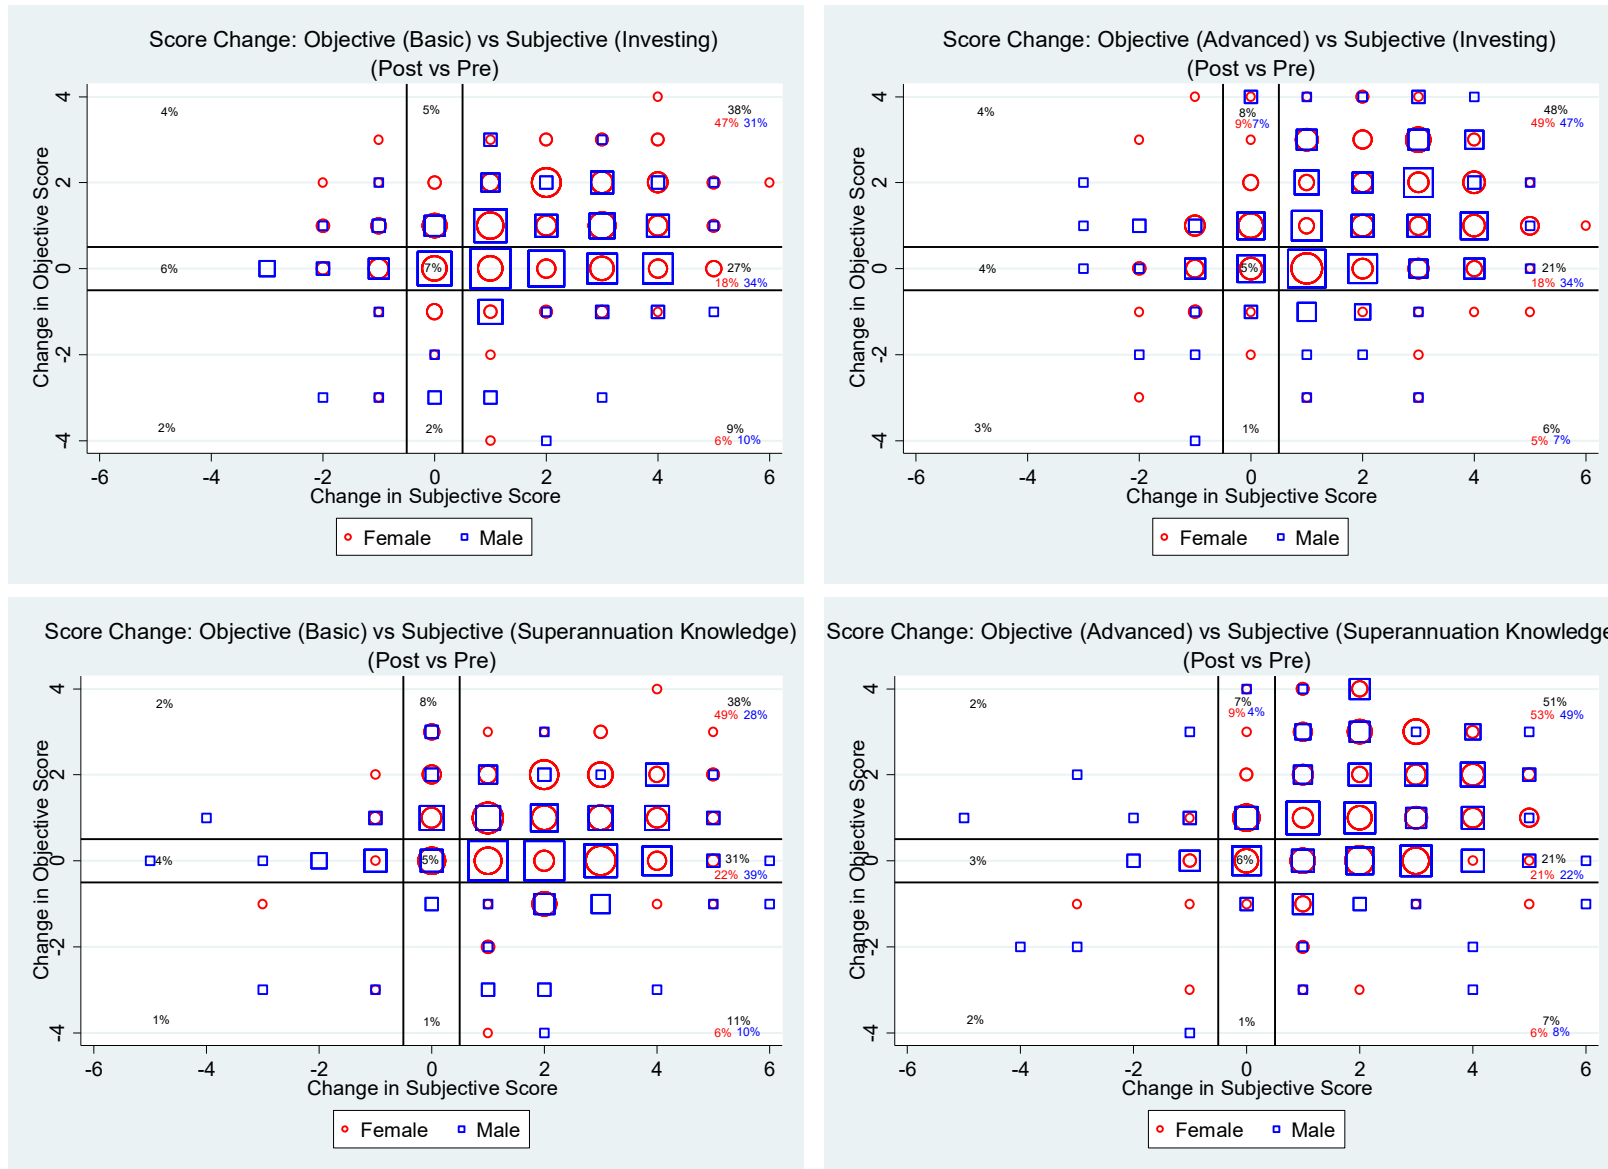 Score Change: Objective (Basic) vs Subjective (Investing)
(Post vs Pre)
Change in Objective Score
4
2
0
-2
-4
4%
5%
38%
47% 31%
6%
7%
27%
18% 34%
2%
2%
9%
6% 10%
-6 -4 -2 0 2 4 6
Change in Subjective Score
Female Male
Score Change: Objective (Advanced) vs Subjective (Investing)
(Post vs Pre)
Change in Objective Score
4
2
0
-2
-4
4%
8%
9% 7%
48%
49% 47%
4%
5%
21%
18% 34%
3%
1%
6%
5% 7%
-6 -4 -2 0 2 4 6
Change in Subjective Score
Female Male
Score Change: Objective (Basic) vs Subjective (Superannuation Knowledge)
(Post vs Pre)
Change in Objective Score
4
2
0
-2
-4
2%
8%
38%
49% 28%
4%
5%
31%
22% 39%
1%
1%
11%
6% 10%
-6 -4 -2 0 2 4 6
Change in Subjective Score
Female Male
Score Change: Objective (Advanced) vs Subjective (Superannuation Knowledge
(Post vs Pre)
Change in Objective Score
4
2
0
-2
-4
2%
7%
9% 4%
51%
53% 49%
3%
6%
21%
21% 22%
2%
1%
7%
6% 8%
-6 -4 -2 0 2 4 6
Change in Subjective Score
Female Male